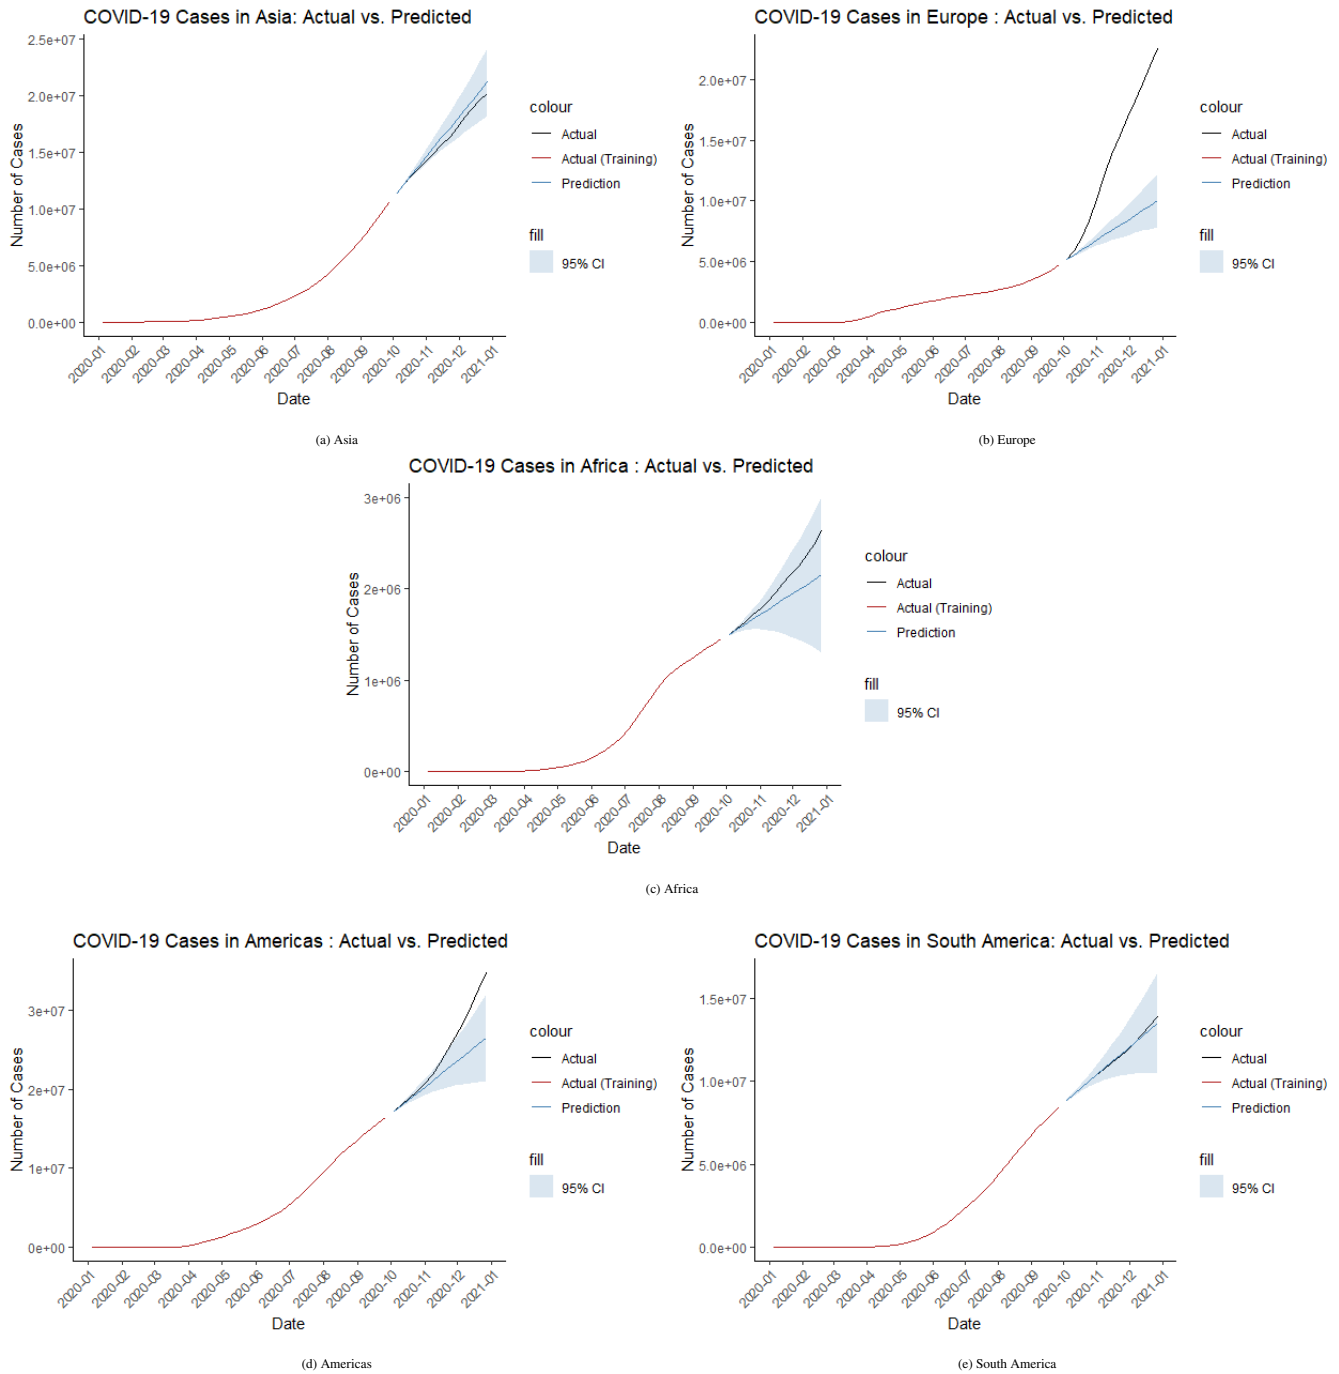 COVID-19 Cases in Asia: Actual vs. Predicted
2.5e+07
2.0e+07
1.5e+07
1.0e+07
5.0e+06
0.0e+00
Number of Cases
2020-01
2020-02
2020-03
2020-04
2020-05
2020-06
2020-07
2020-08
2020-09
2020-10
2020-11
2020-12
2021-01
Date
colour
Actual
Actual (Training)
Prediction
fill
95% CI
(a) Asia
COVID-19 Cases in Europe : Actual vs. Predicted
2.0e+07
1.5e+07
1.0e+07
5.0e+06
0.0e+00
Number of Cases
2020-01
2020-02
2020-03
2020-04
2020-05
2020-06
2020-07
2020-08
2020-09
2020-10
2020-11
2020-12
2021-01
Date
colour
Actual
Actual (Training)
Prediction
fill
95% CI
(b) Europe
COVID-19 Cases in Africa : Actual vs. Predicted
3e+06
2e+06
1e+06
0e+00
Number of Cases
2020-01
2020-02
2020-03
2020-04
2020-05
2020-06
2020-07
2020-08
2020-09
2020-10
2020-11
2020-12
2021-01
Date
colour
Actual
Actual (Training)
Prediction
fill
95% CI
(c) Africa
COVID-19 Cases in Americas : Actual vs. Predicted
3e+07
2e+07
1e+07
0e+00
Number of Cases
2020-01
2020-02
2020-03
2020-04
2020-05
2020-06
2020-07
2020-08
2020-09
2020-10
2020-11
2020-12
2021-01
Date
colour
Actual
Actual (Training)
Prediction
fill
95% CI
(d) Americas
COVID-19 Cases in South America: Actual vs. Predicted
1.5e+07
1.0e+07
5.0e+06
0.0e+00
Number of Cases
2020-01
2020-02
2020-03
2020-04
2020-05
2020-06
2020-07
2020-08
2020-09
2020-10
2020-11
2020-12
2021-01
Date
colour
Actual
Actual (Training)
Prediction
fill
95% CI
(e) South America